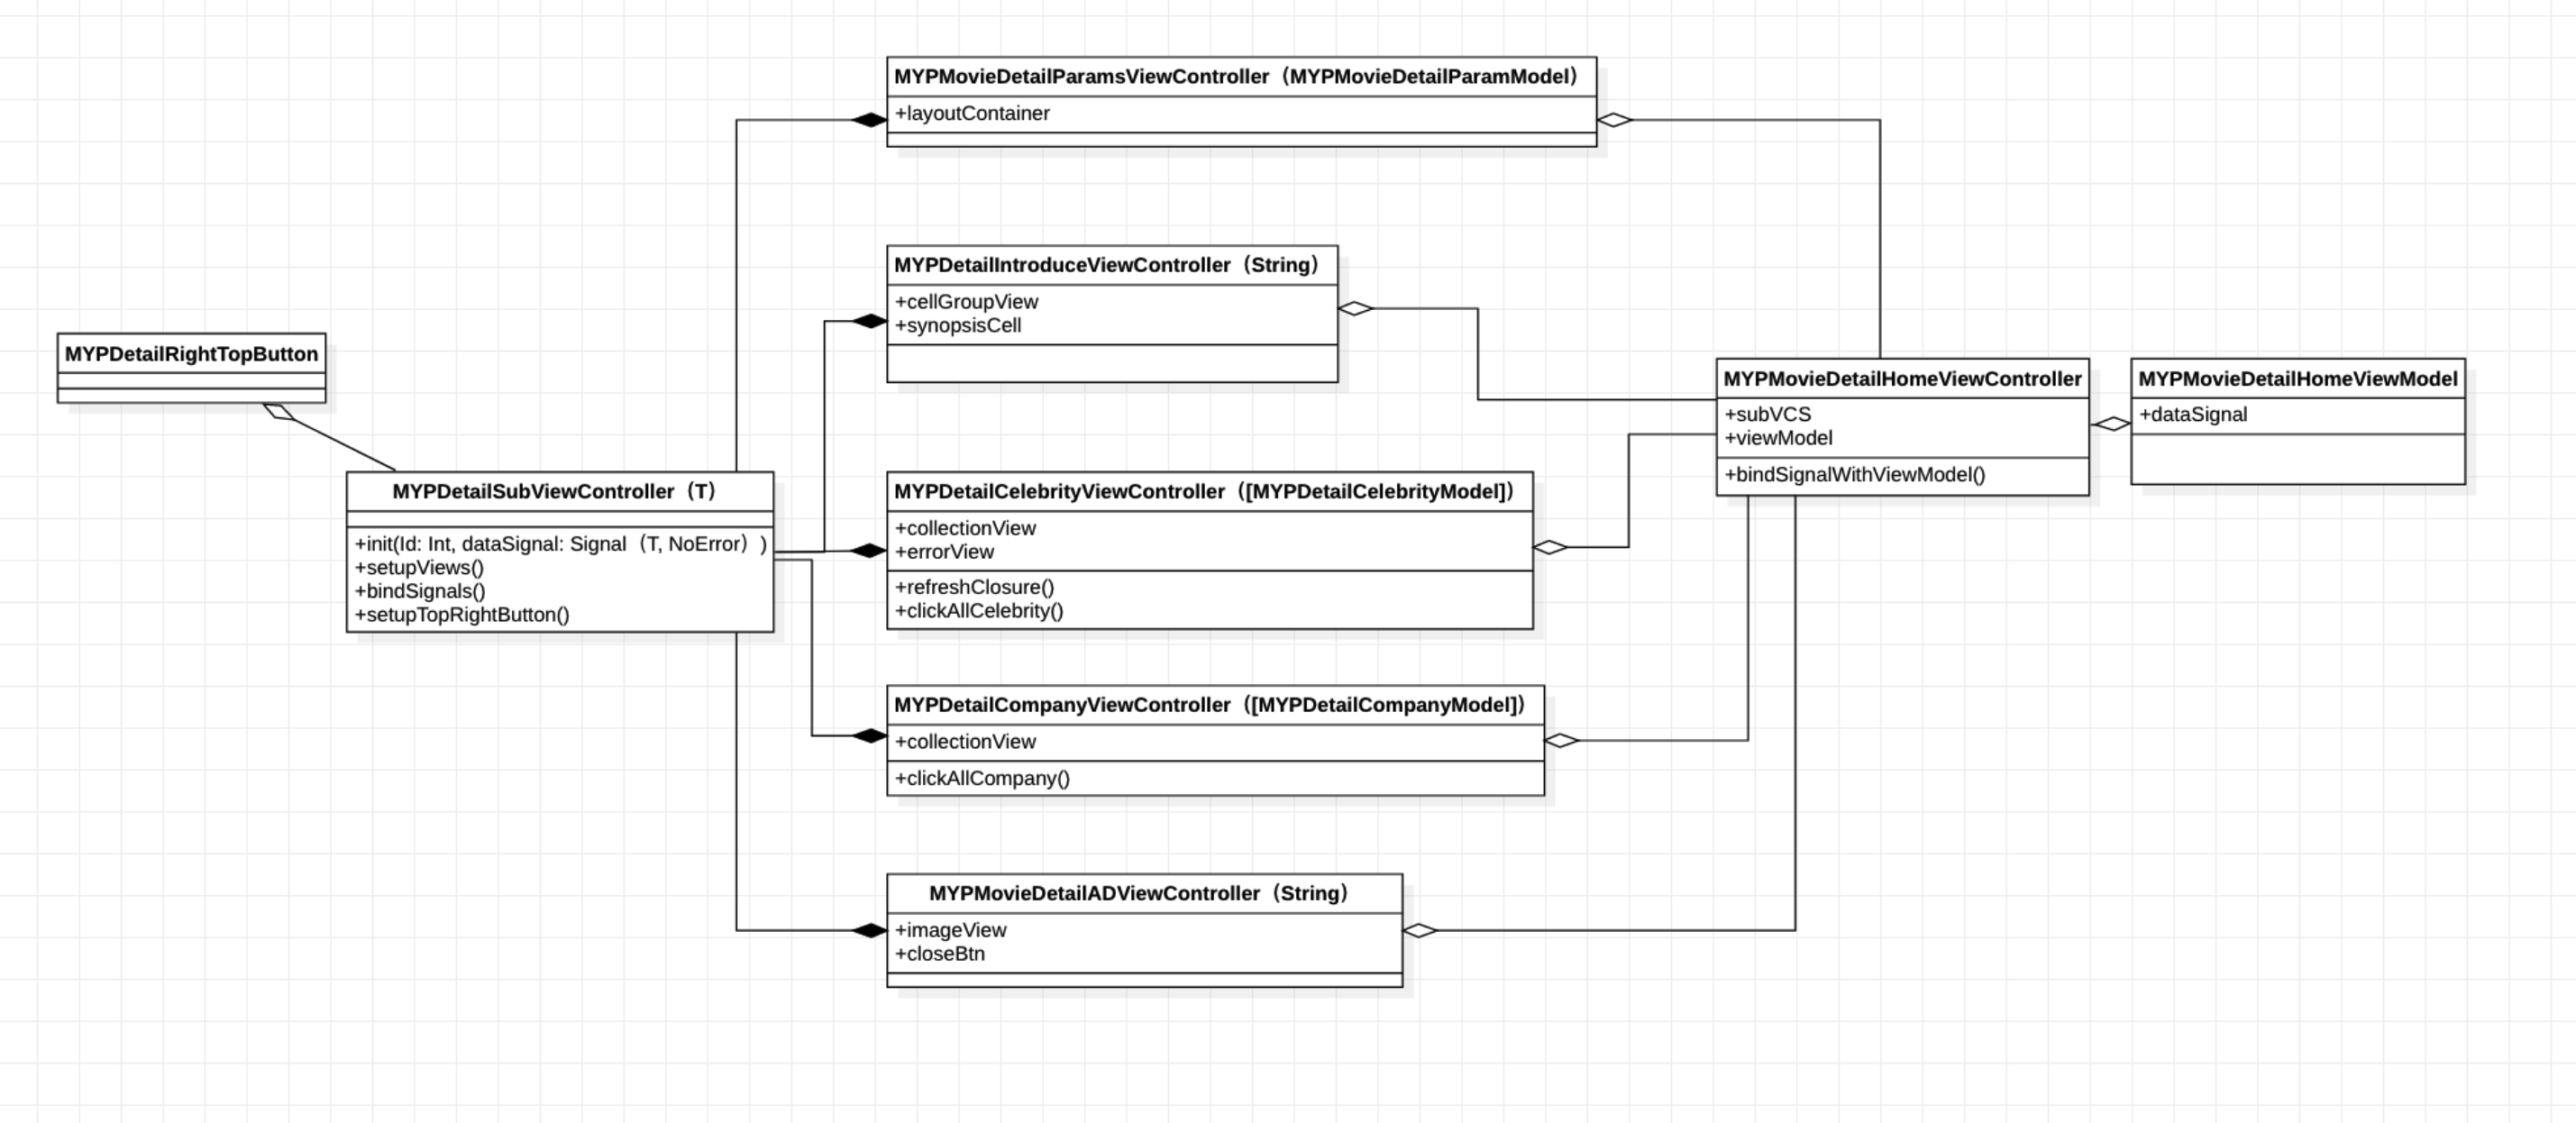 MYPMovieDetailParamsViewController（MYPMovieDetailParamModel）
+layoutContainer
MYPDetailIntroduceViewController（String）
+cellGroupView
+synopsisCell
MYPDetailRightTopButton
MYPMovieDetailHomeViewController
+subVCS
+viewModel
+bindSignalWithViewModel()
MYPMovieDetailHomeViewModel
+dataSignal
MYPDetailSubViewController（T）
+init(Id: Int, dataSignal: Signal（T, NoError）)
+setupViews()
+bindSignals()
+setupTopRightButton()
MYPDetailCelebrityViewController（[MYPDetailCelebrityModel]）
+collectionView
+errorView
+refreshClosure()
+clickAllCelebrity()
MYPDetailCompanyViewController（[MYPDetailCompanyModel]）
+collectionView
+clickAllCompany()
MYPMovieDetailADViewController（String）
+imageView
+closeBtn